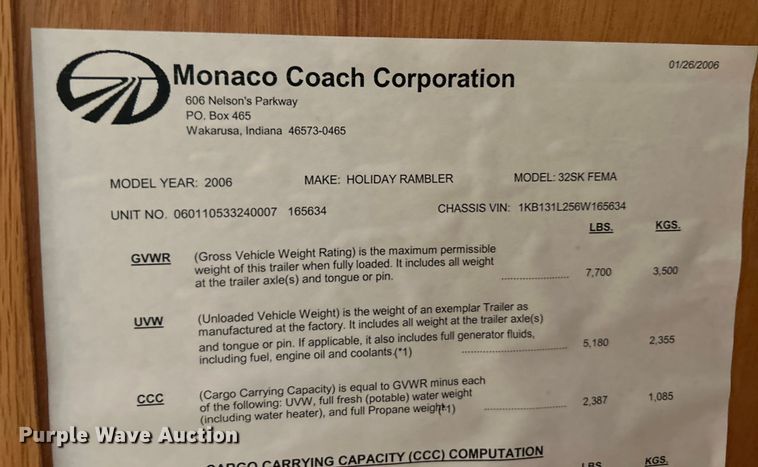 01/26/2006
Monaco Coach Corporation
606 Nelson's Parkway
PO. Box 465
Wakarusa, Indiana 46573-0465
MODEL YEAR: 2006 MAKE: HOLIDAY RAMBLER MODEL: 32SK FEMA
UNIT NO. 060110533240007 165634 CHASSIS VIN: 1KB131L256W165634
LBS. KGS.
GVWR (Gross Vehicle Weight Rating) is the maximum permissible
weight of this trailer when fully loaded. It includes all weight
at the trailer axle(s) and tongue or pin. 7,700 3,500
UVW (Unloaded Vehicle Weight) is the weight of an exemplar Trailer as
manufactured at the factory. It includes all weight at the trailer axle(s)
and tongue or pin. If applicable, it also includes full generator fluids,
including fuel, engine oil and coolants.(*1) 5,180 2,355
CCC (Cargo Carrying Capacity) is equal to GVWR minus each
of the following: UVW, full fresh (potable) water weight
(including water heater), and full Propane weight.(*1) 2,387 1,085
Purple Wave Auction
CARGO CARRYING CAPACITY (CCC) COMPUTATION
LBS KGS.